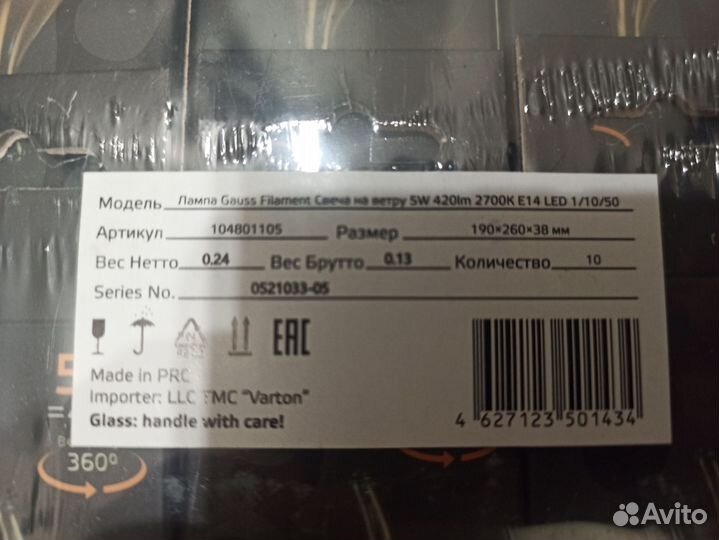 Модель Лампа Gauss Filament Свеча на ветру 5W 420lm 2700K E14 LED 1/10/50
Артикул 104801105 Размер 190×260×38 мм
Вес Нетто 0,24 Вес Брутто 0,13 Количество 10
Series No. 0521033-05
EAC
Made in PRC
Importer: LLC TMC "Varton"
Glass: handle with care!
4 627123 501434
5
360°
Avito